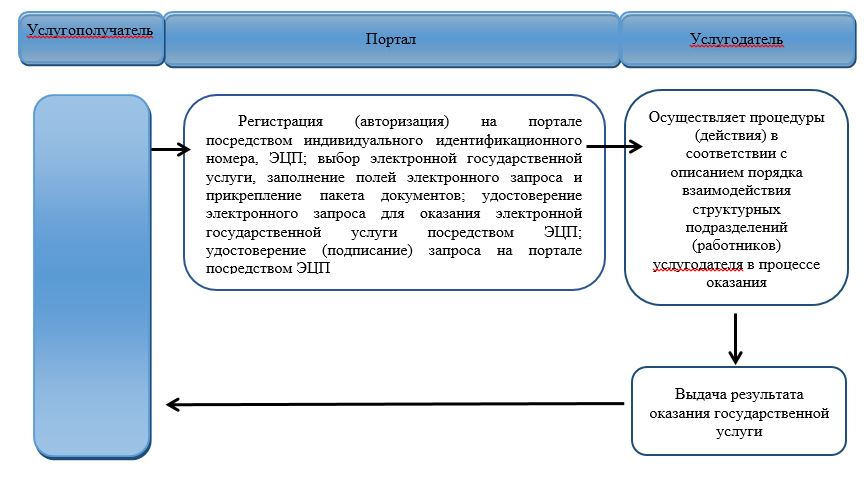 Услугополучатель
Портал
Услугодатель
Регистрация (авторизация) на портале
посредством индивидуального идентификационного
номера, ЭЦП; выбор электронной государственной
услуги, заполнение полей электронного запроса и
прикрепление пакета документов; удостоверение
электронного запроса для оказания электронной
государственной услуги посредством ЭЦП;
удостоверение (подписание) запроса на портале
посредством ЭЦП
Осуществляет процедуры
(действия) в
соответствии с
описанием порядка
взаимодействия
структурных
подразделений
(работников)
услугодателя в процессе
оказания
Выдача результата
оказания государственной
услуги